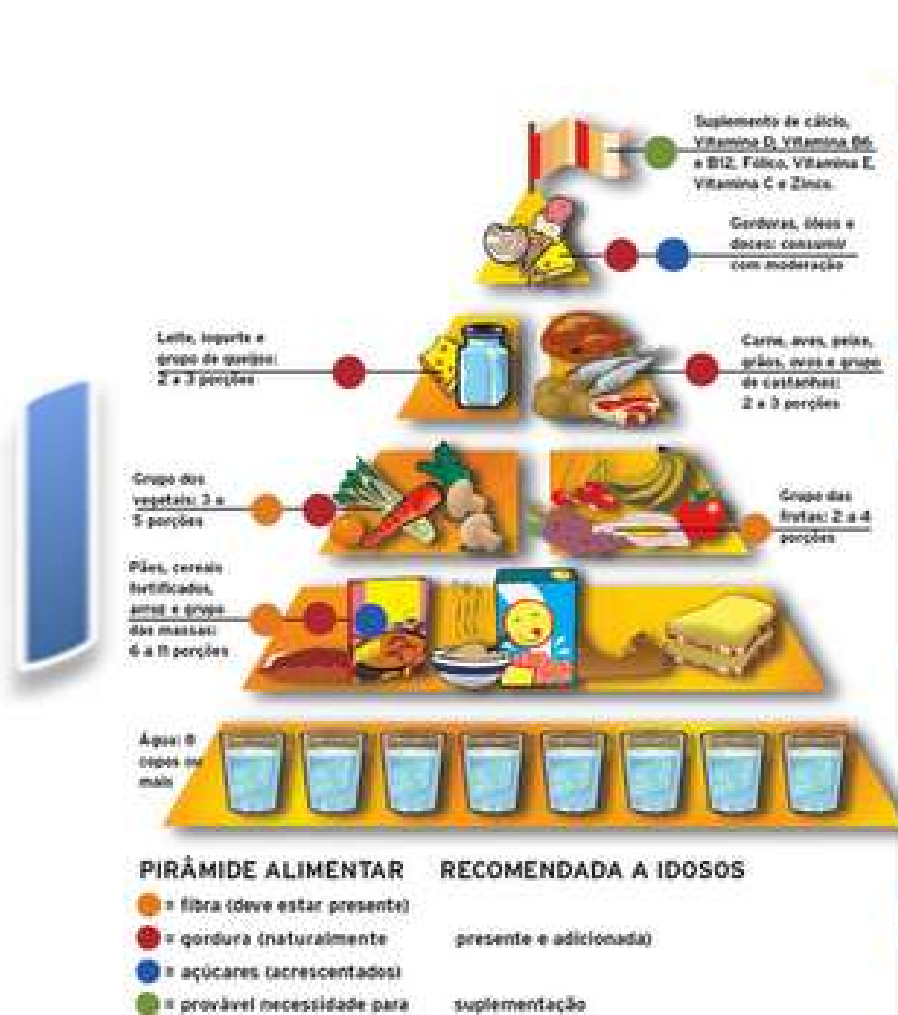 Suplemento de cálcio,
Vitamina D, Vitamina B6
e B12, Fólico, Vitamina E,
Vitamina C e Zinco.
Gorduras, óleos e
doces: consumir
com moderação
Leite, iogurte e
grupo de queijos:
2 a 3 porções
Carne, aves, peixe,
grãos, ovos e grupo
de castanhas:
2 a 3 porções
Grupo dos
vegetais: 3 a
5 porções
Grupo das
frutas: 2 a 4
porções
Pães, cereais
fortificados,
arroz e grupo
das massas:
6 a 11 porções
Água: 8
copos ou
mais
PIRÂMIDE ALIMENTAR RECOMENDADA A IDOSOS
= fibra (deve estar presente)
= gordura (naturalmente presente e adicionada)
= açúcares (acrescentados)
= provável necessidade para suplementação